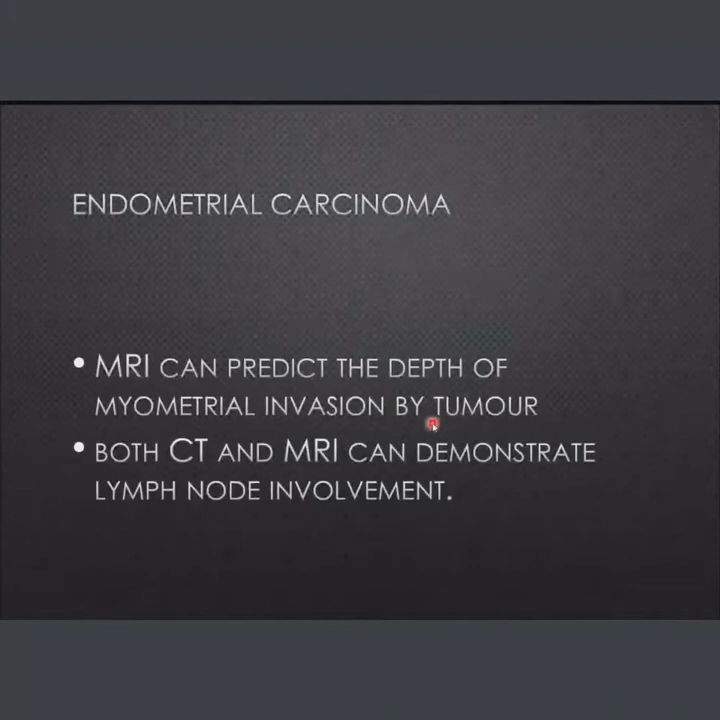 ENDOMETRIAL CARCINOMA
• MRI CAN PREDICT THE DEPTH OF
MYOMETRIAL INVASION BY TUMOUR
• BOTH CT AND MRI CAN DEMONSTRATE
LYMPH NODE INVOLVEMENT.